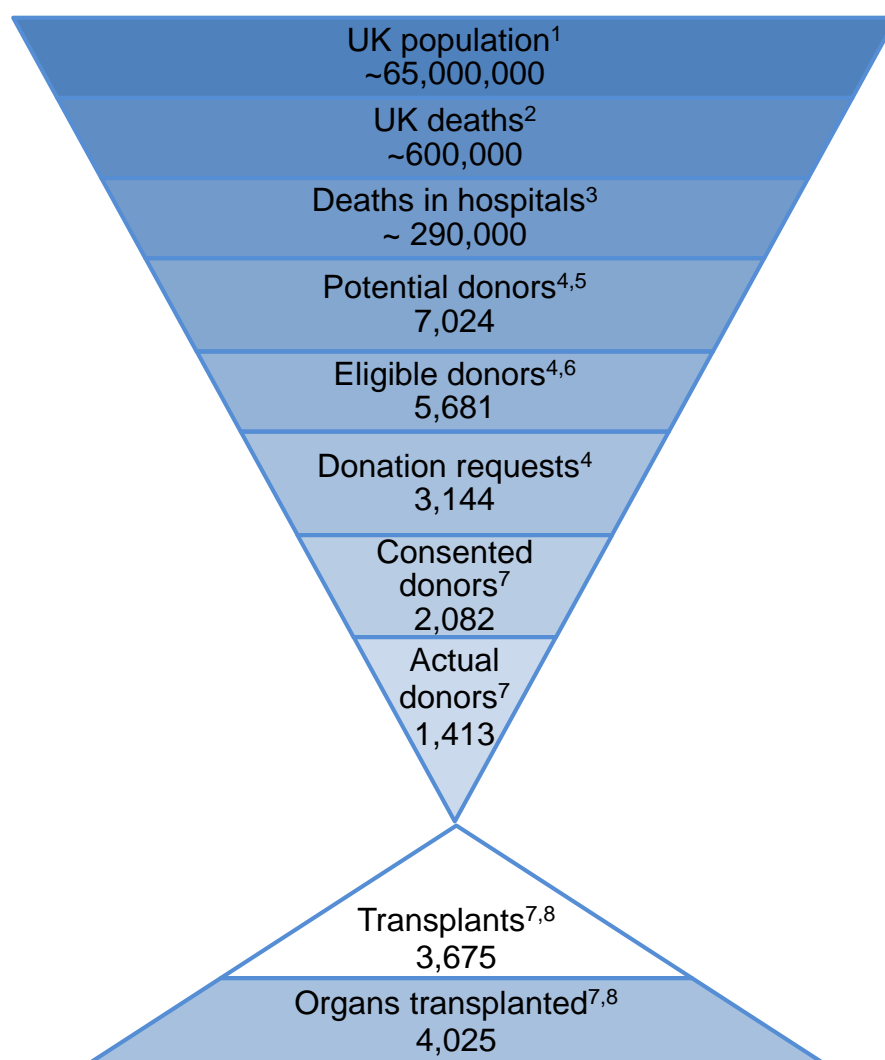 UK population¹
~65,000,000
UK deaths²
~600,000
Deaths in hospitals³
~ 290,000
Potential donors⁴,⁵
7,024
Eligible donors⁴,⁶
5,681
Donation requests⁴
3,144
Consented
donors⁷
2,082
Actual
donors⁷
1,413
Transplants⁷,⁸
3,675
Organs transplanted⁷,⁸
4,025